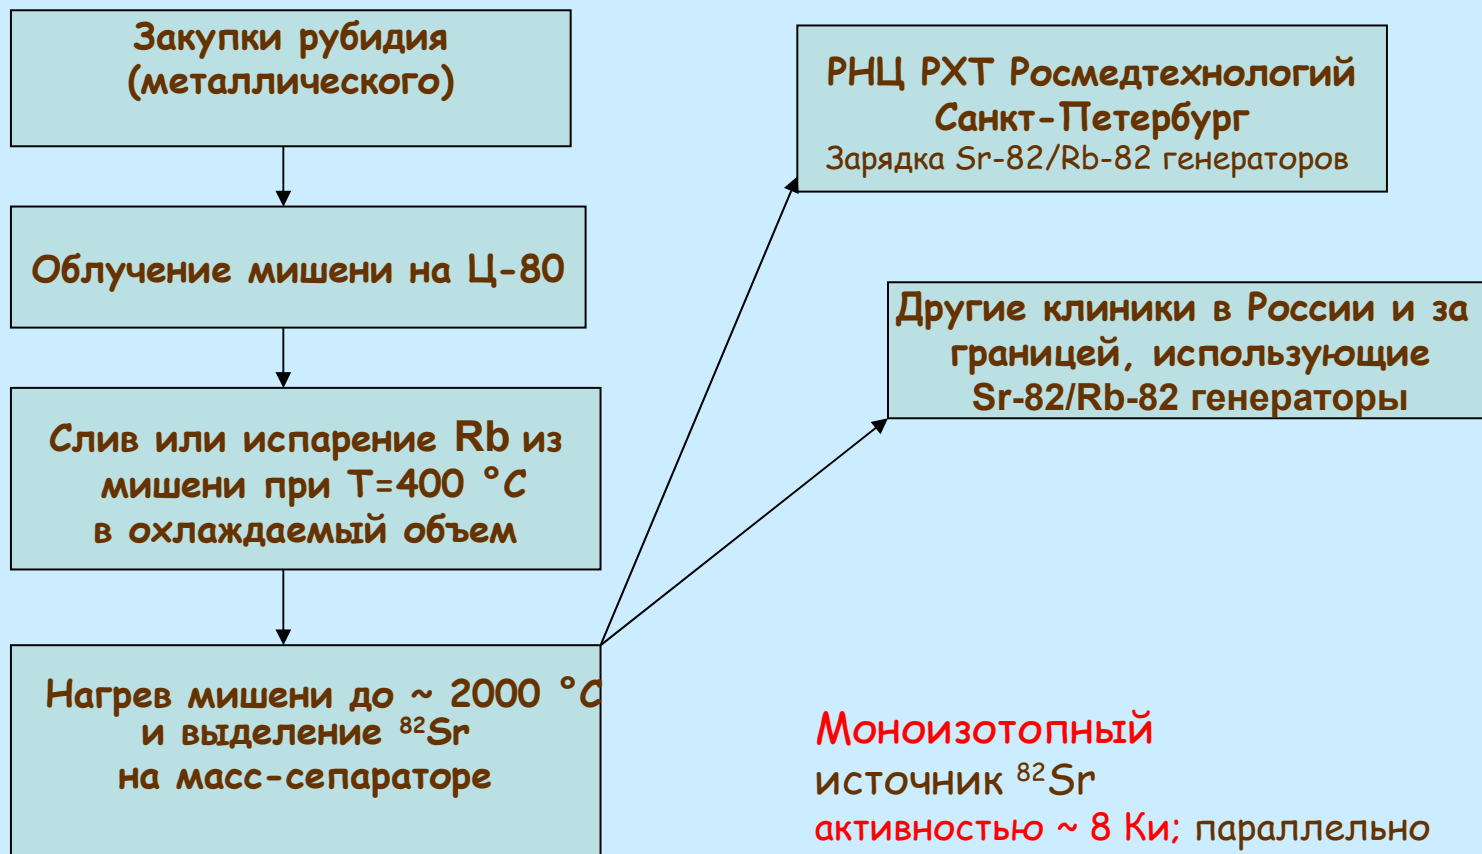 Закупки рубидия
(металлического)
Облучение мишени на Ц-80
Слив или испарение Rb из
мишени при Т=400 °С
в охлаждаемый объем
Нагрев мишени до ~ 2000 °С
и выделение ⁸²Sr
на масс-сепараторе
РНЦ РХТ Росмедтехнологий
Санкт-Петербург
Зарядка Sr-82/Rb-82 генераторов
Другие клиники в России и за
границей, использующие
Sr-82/Rb-82 генераторы
Моноизотопный
источник ⁸²Sr
активностью ~ 8 Ки; параллельно